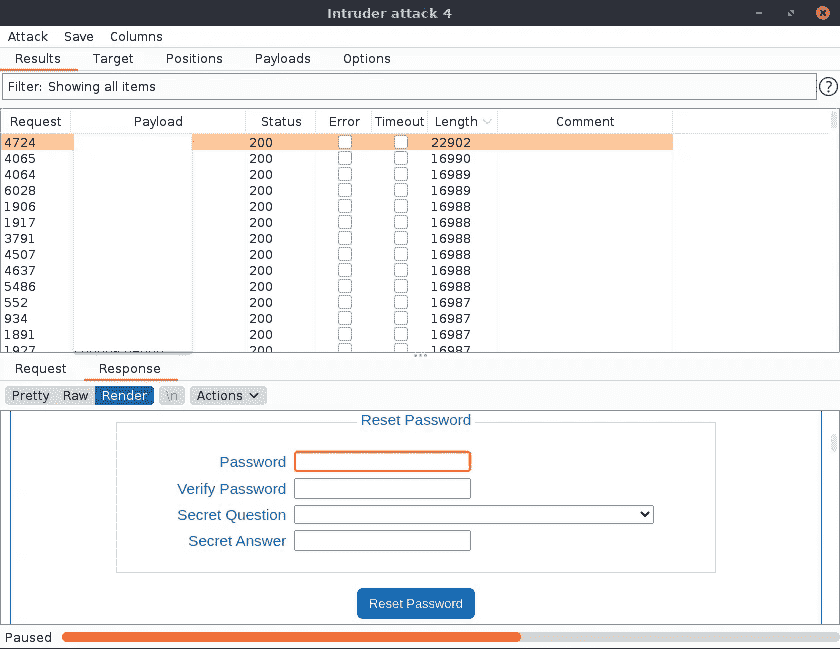 Intruder attack 4
Attack Save Columns
Results Target Positions Payloads Options
Filter: Showing all items ?
Request Payload Status Error Timeout Length Comment
4724 200 22902
4065 200 16990
4064 200 16989
6028 200 16989
1906 200 16988
1917 200 16988
3791 200 16988
4507 200 16988
4637 200 16988
5486 200 16988
552 200 16987
934 200 16987
1891 200 16987
1927 200 16987
Request Response
Pretty Raw Render \n Actions
Reset Password
Password
Verify Password
Secret Question
Secret Answer
Reset Password
Paused